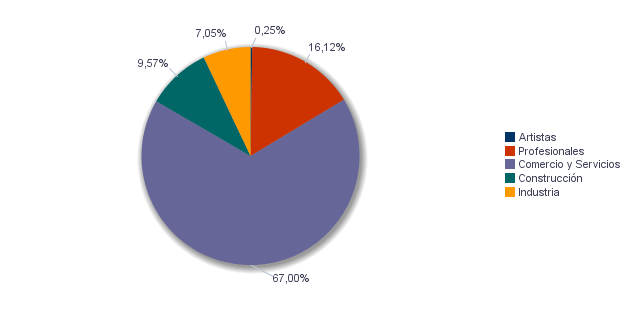 7,05%
0,25%
16,12%
9,57%
67,00%
Artistas
Profesionales
Comercio y Servicios
Construcción
Industria